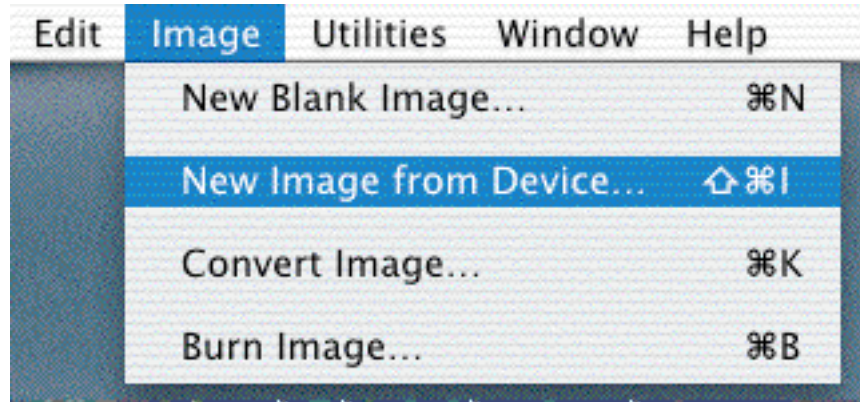 Edit Image Utilities Window Help
New Blank Image... ⌘N
New Image from Device... ⇧⌘I
Convert Image... ⌘K
Burn Image... ⌘B